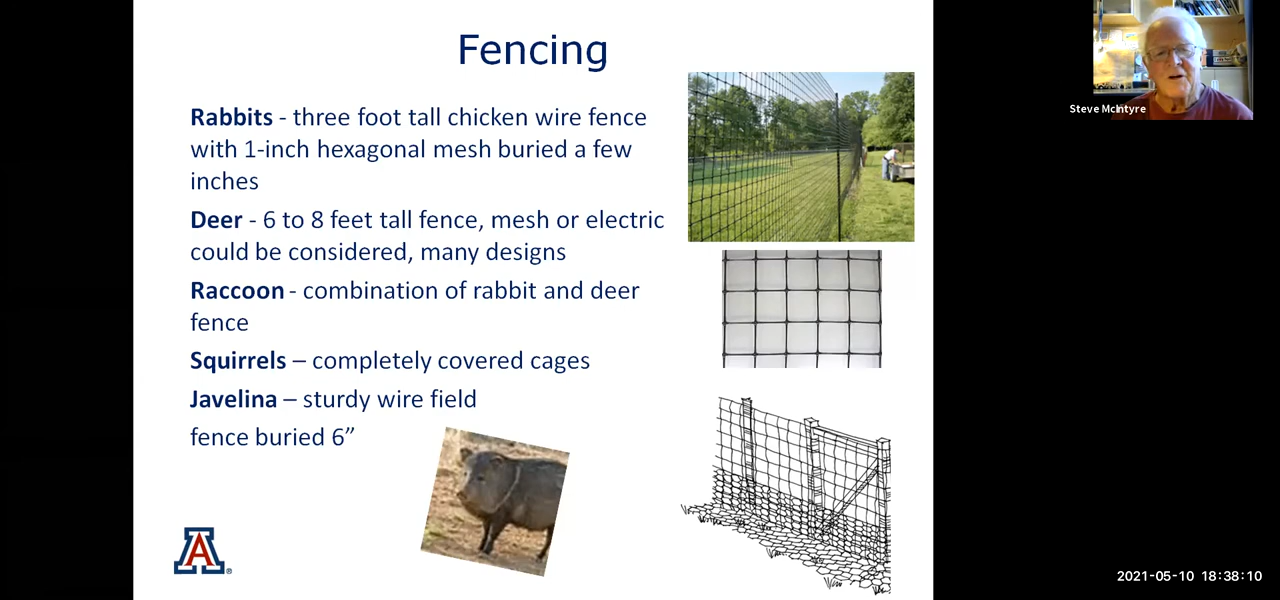 Fencing
Rabbits - three foot tall chicken wire fence
with 1-inch hexagonal mesh buried a few
inches
Deer - 6 to 8 feet tall fence, mesh or electric
could be considered, many designs
Raccoon - combination of rabbit and deer
fence
Squirrels – completely covered cages
Javelina – sturdy wire field
fence buried 6”
A ®
Steve McIntyre
2021-05-10 18:38:10